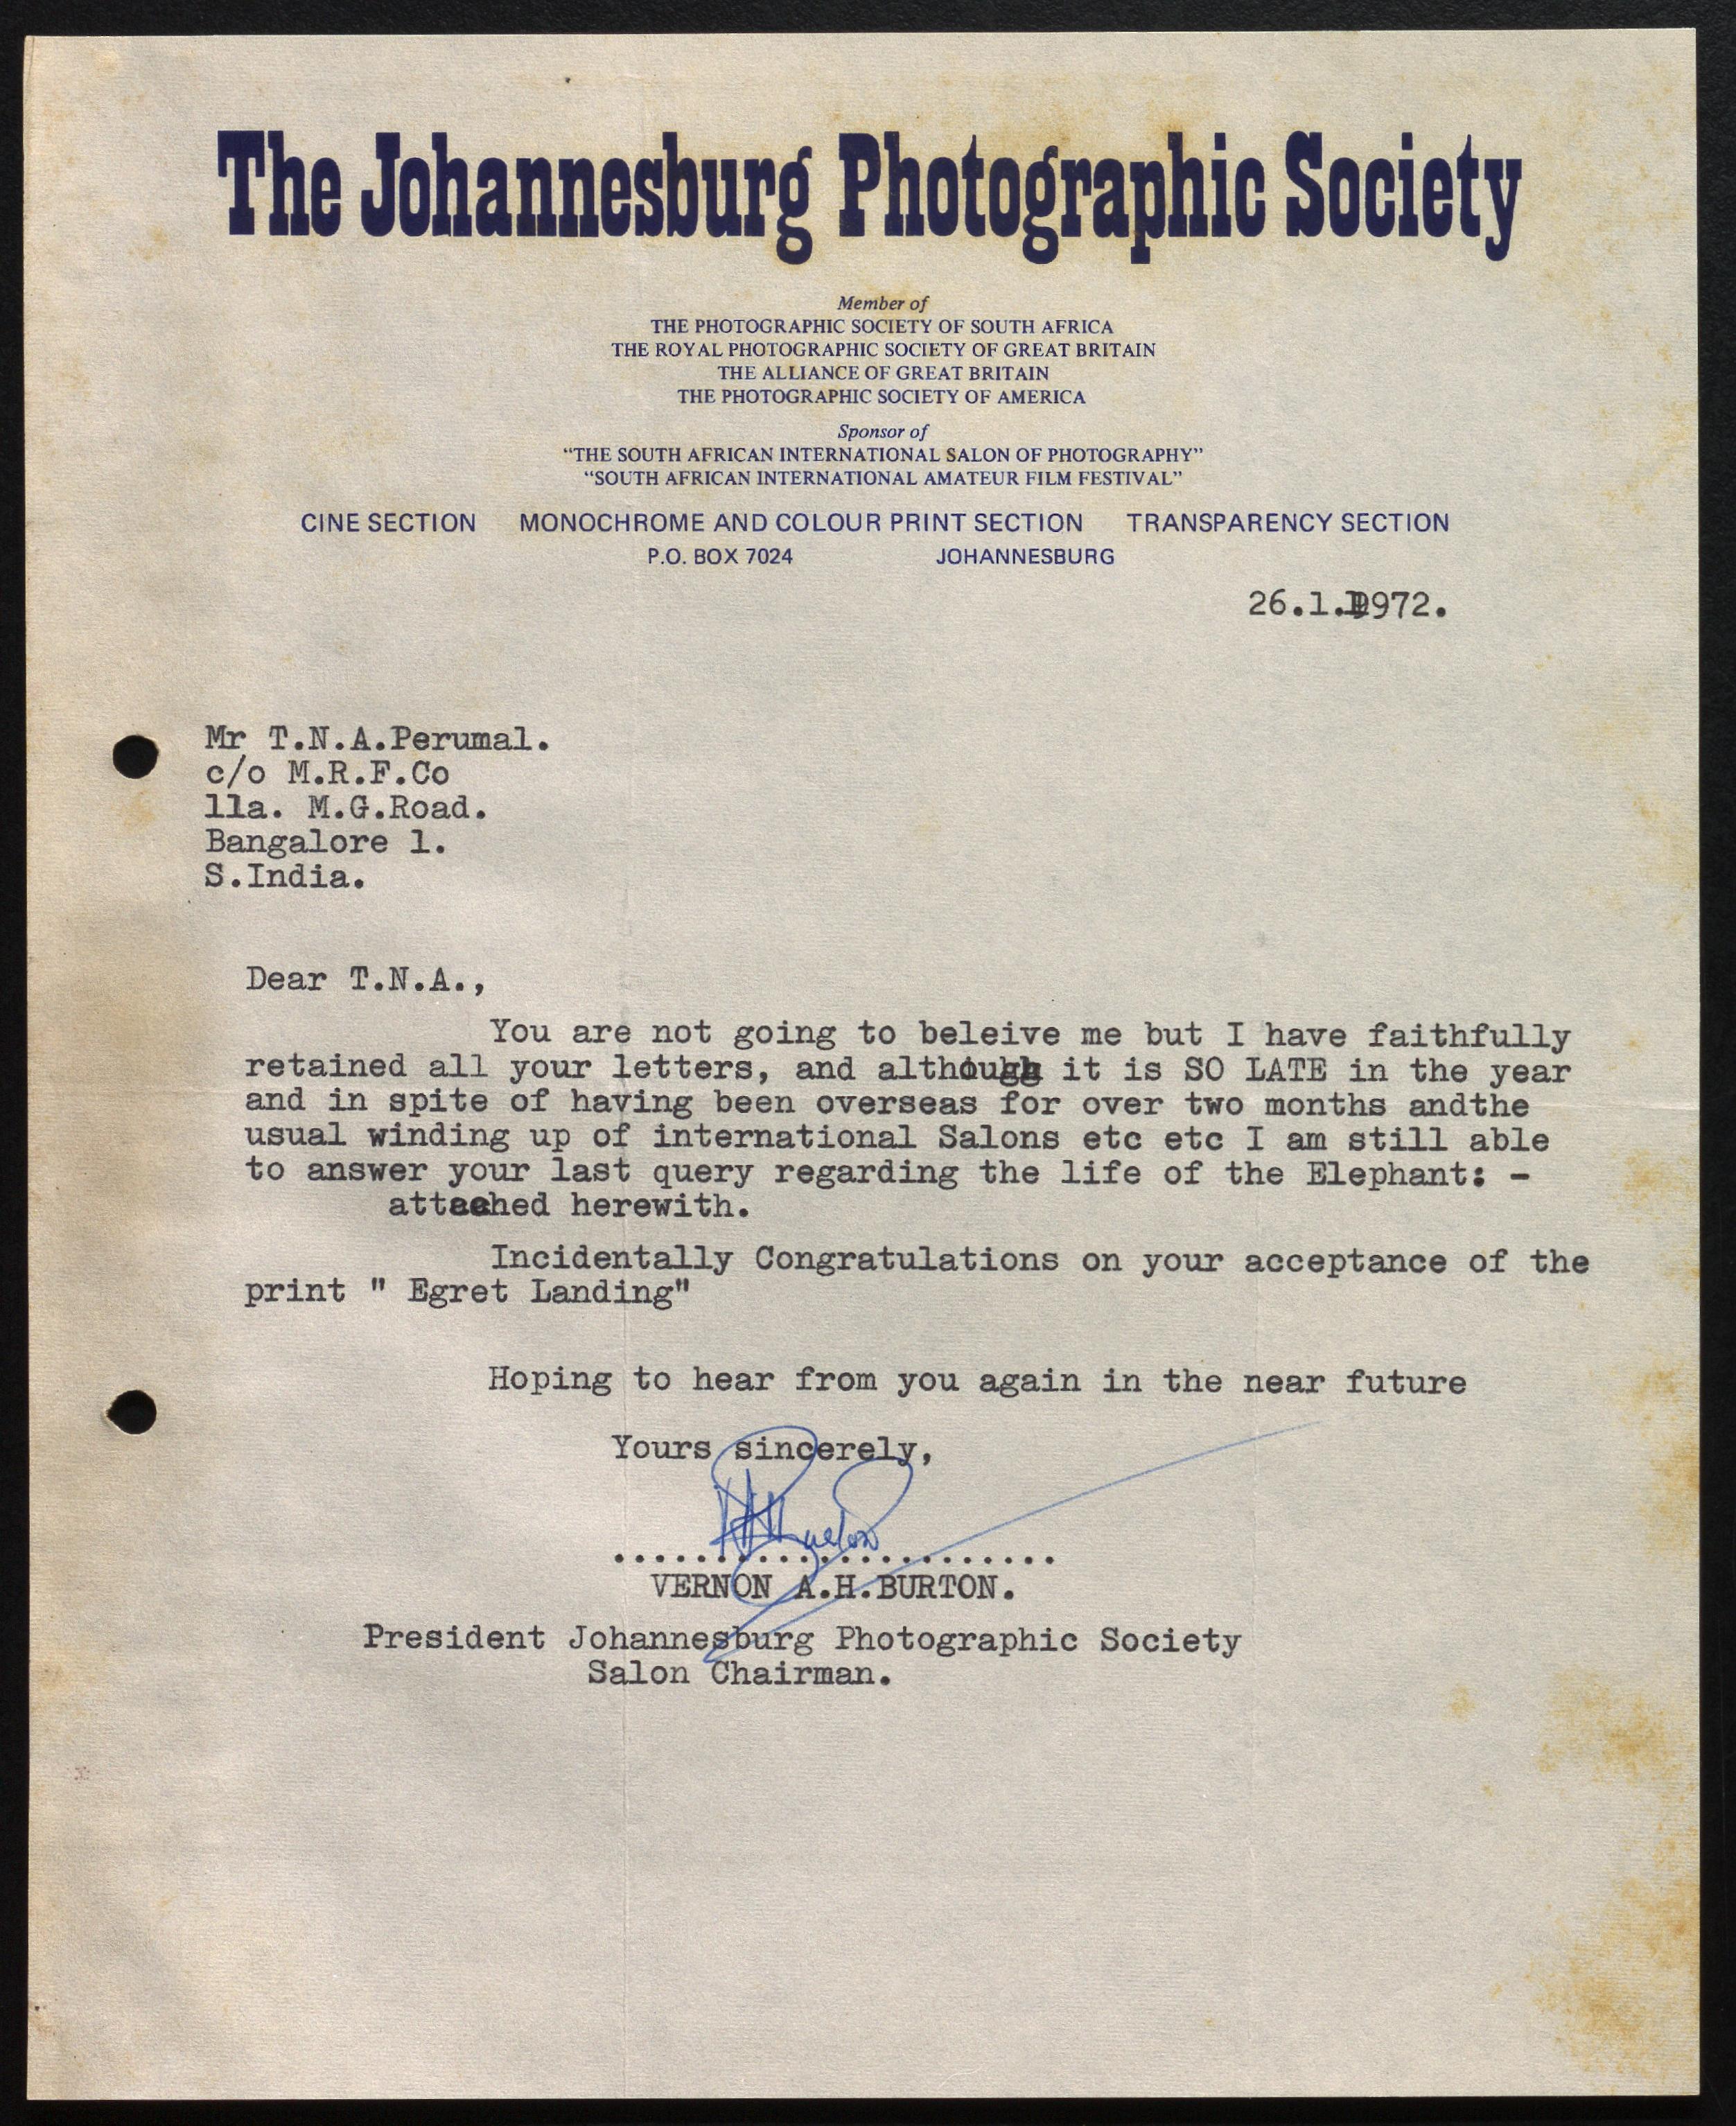 The Johannesburg Photographic Society
Member of
THE PHOTOGRAPHIC SOCIETY OF SOUTH AFRICA
THE ROYAL PHOTOGRAPHIC SOCIETY OF GREAT BRITAIN
THE ALLIANCE OF GREAT BRITAIN
THE PHOTOGRAPHIC SOCIETY OF AMERICA
Sponsor of
“THE SOUTH AFRICAN INTERNATIONAL SALON OF PHOTOGRAPHY”
“SOUTH AFRICAN INTERNATIONAL AMATEUR FILM FESTIVAL”
CINE SECTION MONOCHROME AND COLOUR PRINT SECTION TRANSPARENCY SECTION
P.O. BOX 7024 JOHANNESBURG
26.1.1972.
Mr T.N.A.Perumal.
c/o M.R.F.Co
11a. M.G.Road.
Bangalore 1.
S.India.
Dear T.N.A.,
You are not going to beleive me but I have faithfully
retained all your letters, and although it is SO LATE in the year
and in spite of having been overseas for over two months andthe
usual winding up of international Salons etc etc I am still able
to answer your last query regarding the life of the Elephant: -
attached herewith.
Incidentally Congratulations on your acceptance of the
print " Egret Landing"
Hoping to hear from you again in the near future
Yours sincerely,
......................
VERNON A.H.BURTON.
President Johannesburg Photographic Society
Salon Chairman.